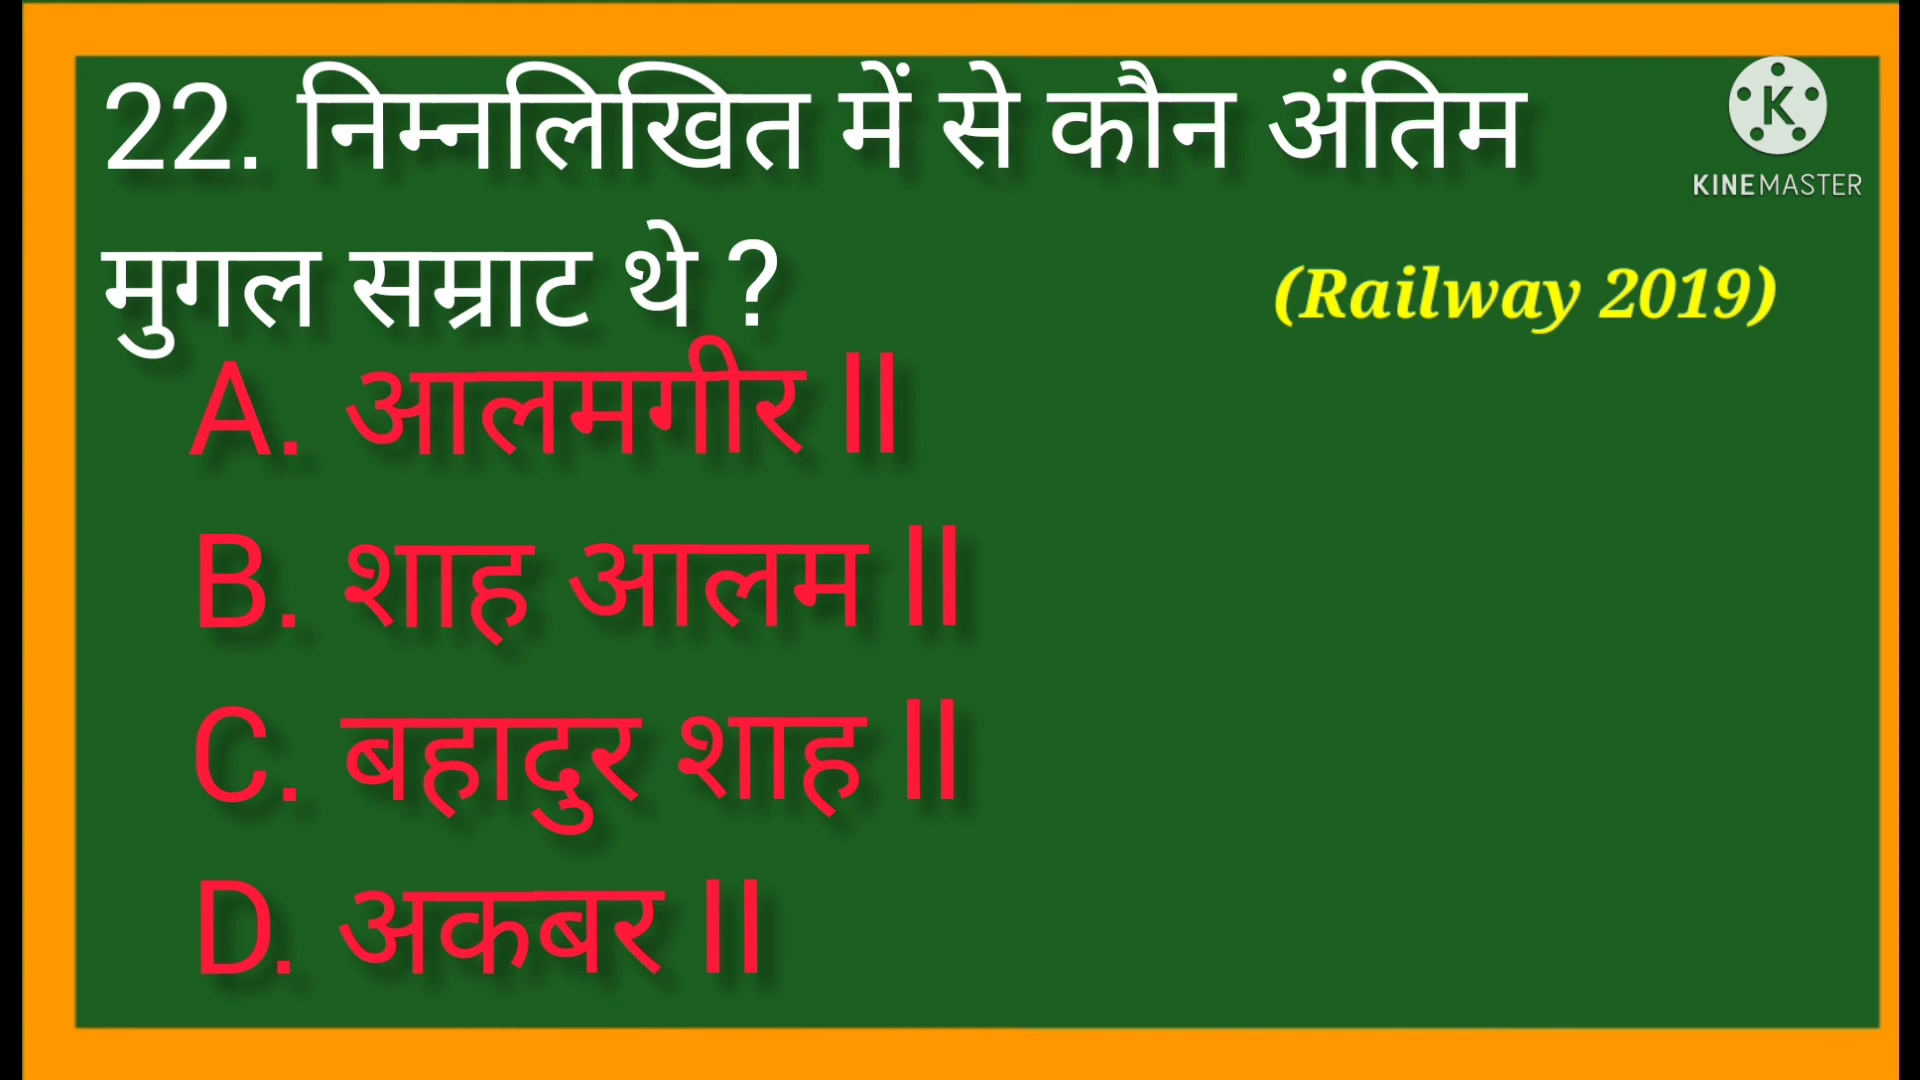 22. निम्नलिखित में से कौन अंतिम
मुगल सम्राट थे ?
(Railway 2019)
A. आलमगीर II
B. शाह आलम II
C. बहादुर शाह II
D. अकबर II
K
KINEMASTER